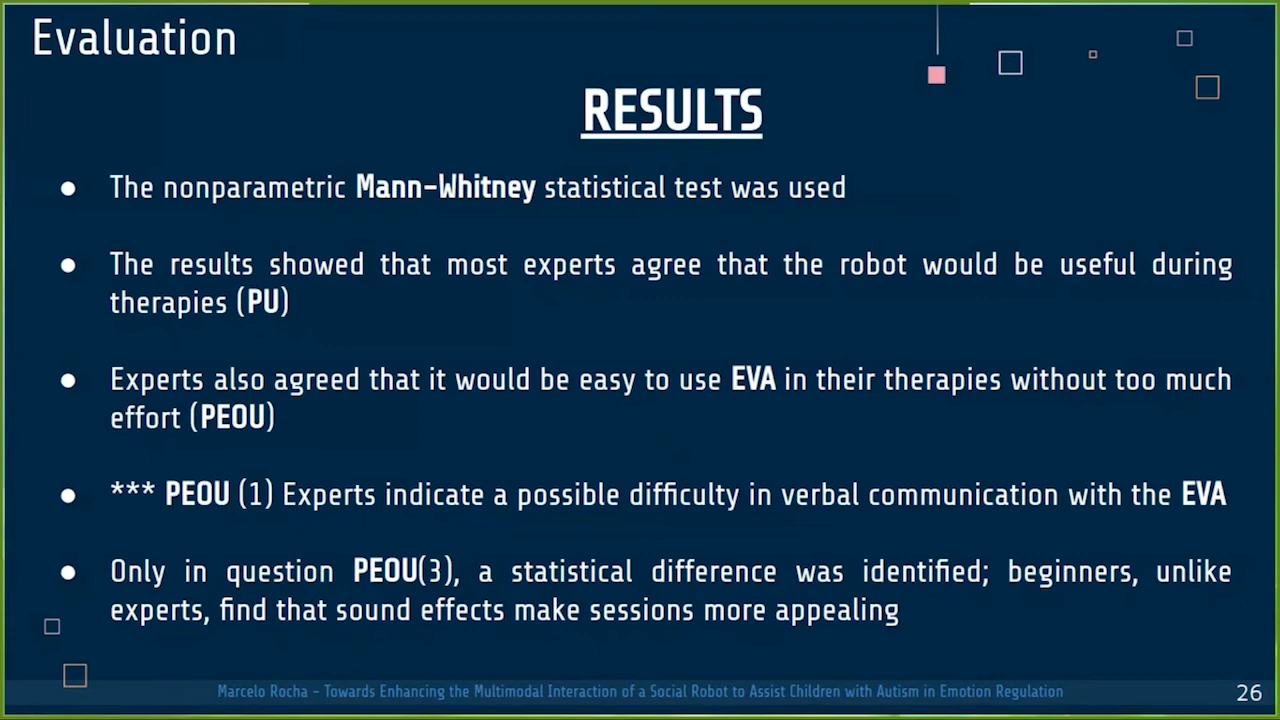 Evaluation
RESULTS
● The nonparametric Mann-Whitney statistical test was used
● The results showed that most experts agree that the robot would be useful during
therapies (PU)
● Experts also agreed that it would be easy to use EVA in their therapies without too much
effort (PEOU)
● *** PEOU (1) Experts indicate a possible difficulty in verbal communication with the EVA
● Only in question PEOU(3), a statistical difference was identified; beginners, unlike
experts, find that sound effects make sessions more appealing
Marcelo Rocha - Towards Enhancing the Multimodal Interaction of a Social Robot to Assist Children with Autism in Emotion Regulation
26